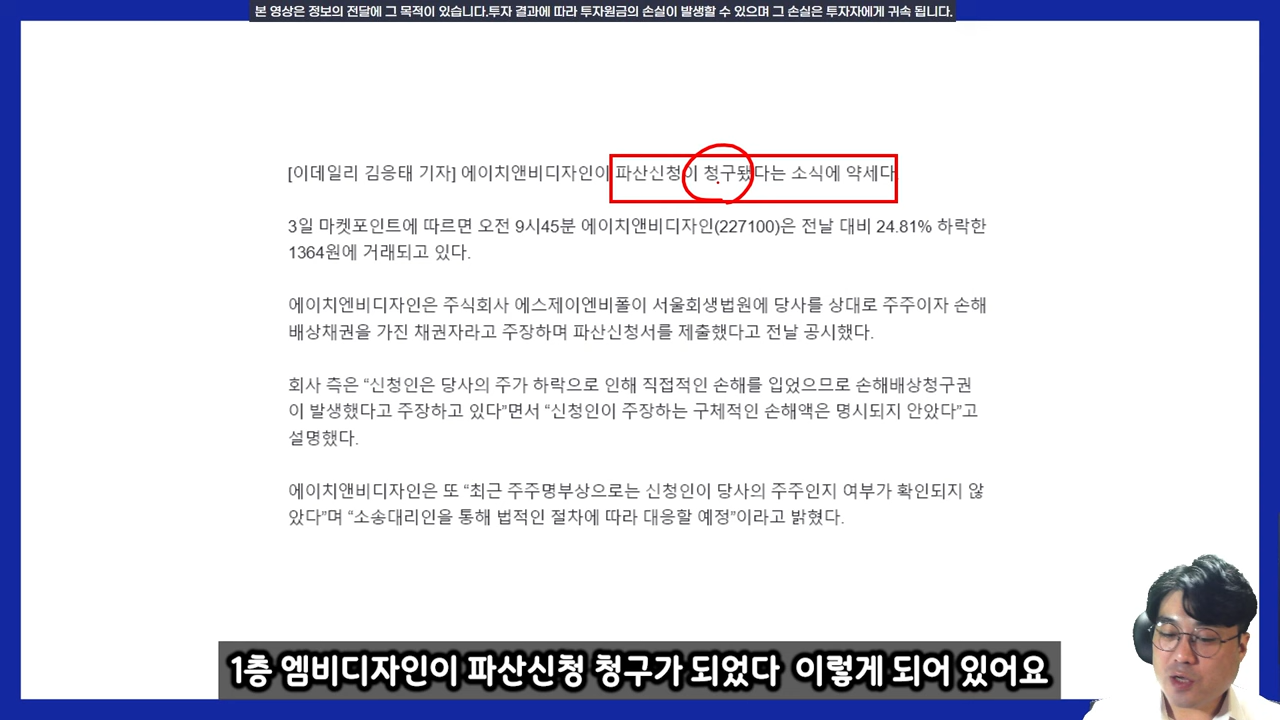 본 영상은 정보의 전달에 그 목적이 있습니다.투자 결과에 따라 투자원금의 손실이 발생할 수 있으며 그 손실은 투자자에게 귀속 됩니다.
[이데일리 김응태 기자] 에이치앤비디자인이 파산신청이 청구됐다는 소식에 약세다.
3일 마켓포인트에 따르면 오전 9시45분 에이치앤비디자인(227100)은 전날 대비 24.81% 하락한
1364원에 거래되고 있다.
에이치엔비디자인은 주식회사 에스제이엔비폴이 서울회생법원에 당사를 상대로 주주이자 손해
배상채권을 가진 채권자라고 주장하며 파산신청서를 제출했다고 전날 공시했다.
회사 측은 “신청인은 당사의 주가 하락으로 인해 직접적인 손해를 입었으므로 손해배상청구권
이 발생했다고 주장하고 있다”면서 “신청인이 주장하는 구체적인 손해액은 명시되지 안았다”고
설명했다.
에이치앤비디자인은 또 “최근 주주명부상으로는 신청인이 당사의 주주인지 여부가 확인되지 않
았다”며 “소송대리인을 통해 법적인 절차에 따라 대응할 예정”이라고 밝혔다.
1층 엠비디자인이 파산신청 청구가 되었다 이렇게 되어 있어요